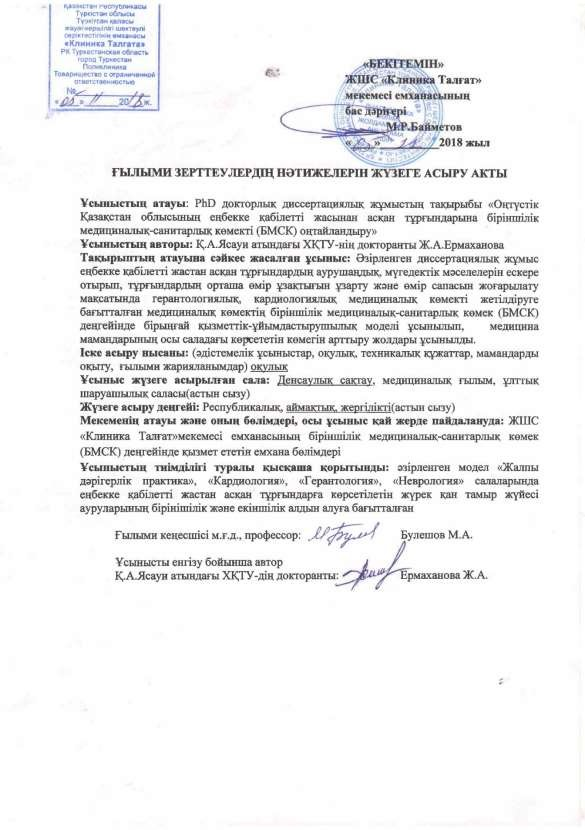 Қазақстан Республикасы
Түркістан облысы
Түркістан қаласы
жауапкершілігі шектеулі
серіктестігінің емханасы
«Клиника Талгата»
РК Туркестанская область
город Туркестан
Поликлиника
Товарищество с ограниченной
ответственностью
№
« » 11 2018 ж.
«БЕКІТЕМІН»
ЖШС «Клиника Талғат»
мекемесі емханасының
бас дәрігері
М.Р.Байметов
« » 2018 жыл
ҒЫЛЫМИ ЗЕРТТЕУЛЕРДІҢ НӘТИЖЕЛЕРІН ЖҮЗЕГЕ АСЫРУ АКТЫ
Ұсыныстың атауы: PhD докторлық диссертациялық жұмыстың тақырыбы «Оңтүстік
Қазақстан облысының еңбекке қабілетті жасынан асқан тұрғындарына біріншілік
медициналық-санитарлық көмекті (БМСК) оңтайландыру»
Ұсыныстың авторы: Қ.А.Ясауи атындағы ХҚТУ-нің докторанты Ж.А.Ермаханова
Тақырыптың атауына сәйкес жасалған ұсыныс: Әзірленген диссертациялық жұмыс
еңбекке қабілетті жастан асқан тұрғындардың аурушаңдық, мүгедектік мәселелерін ескере
отырып, тұрғындардың орташа өмір ұзақтығын ұзарту және өмір сапасын жоғарылату
мақсатында геронтологиялық, кардиологиялық медициналық көмекті жетілдіруге
бағытталған медициналық көмектің біріншілік медициналық-санитарлық көмек (БМСК)
деңгейінде бірыңғай қызметтік-ұйымдастырушылық моделі ұсынылып, медицина
мамандарының осы саладағы көрсететін көмегін арттыру жолдары ұсынылды.
Іске асыру нысаны: (әдістемелік ұсыныстар, оқулық, техникалық құжаттар, мамандарды
оқыту, ғылыми жарияланымдар) оқулық
Ұсыныс жүзеге асырылған сала: Денсаулық сақтау, медициналық ғылым, ұлттық
шаруашылық саласы(астын сызу)
Жүзеге асыру деңгейі: Республикалық, аймақтық, жергілікті(астын сызу)
Мекеменің атауы және оның бөлімдері, осы ұсыныс қай жерде пайдалануда: ЖШС
«Клиника Талғат»мекемесі емханасының біріншілік медициналық-санитарлық көмек
(БМСК) деңгейінде қызмет ететін емхана бөлімдері
Ұсыныстың тиімділігі туралы қысқаша қорытынды: әзірленген модел «Жалпы
дәрігерлік практика», «Кардиология», «Герантология», «Неврология» салаларында
еңбекке қабілетті жастан асқан тұрғындарға көрсетілетін жүрек қан тамыр жүйесі
ауруларының бірінішілік және екіншілік алдын алуға бағытталған
Ғылыми кеңесшісі м.ғ.д., профессор: Булешов М.А.
Ұсынысты енгізу бойынша автор
Қ.А.Ясауи атындағы ХҚТУ-дің докторанты: Ермаханова Ж.А.